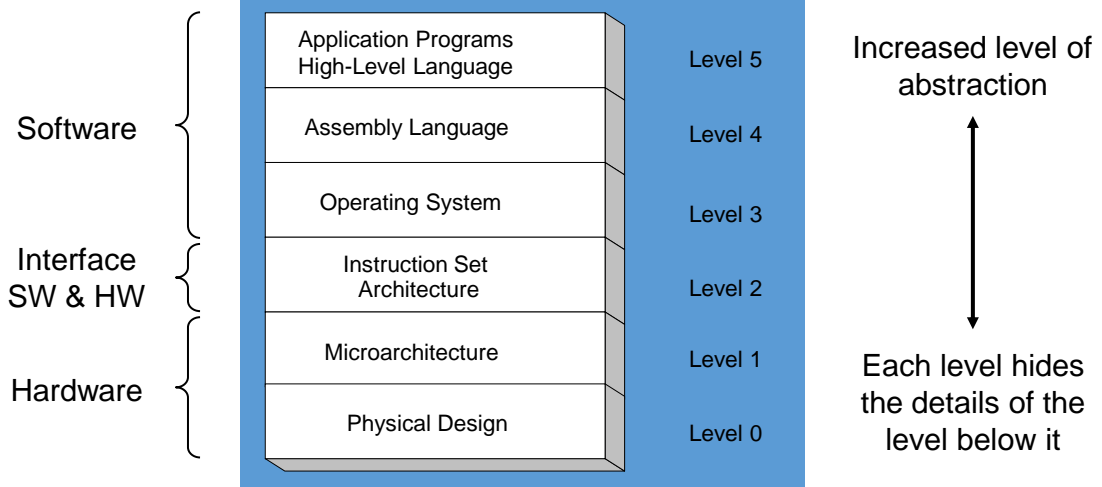 Software
Interface
SW & HW
Hardware
Application Programs
High-Level Language
Assembly Language
Operating System
Instruction Set
Architecture
Microarchitecture
Physical Design
Level 5
Level 4
Level 3
Level 2
Level 1
Level 0
Increased level of
abstraction
Each level hides
the details of the
level below it